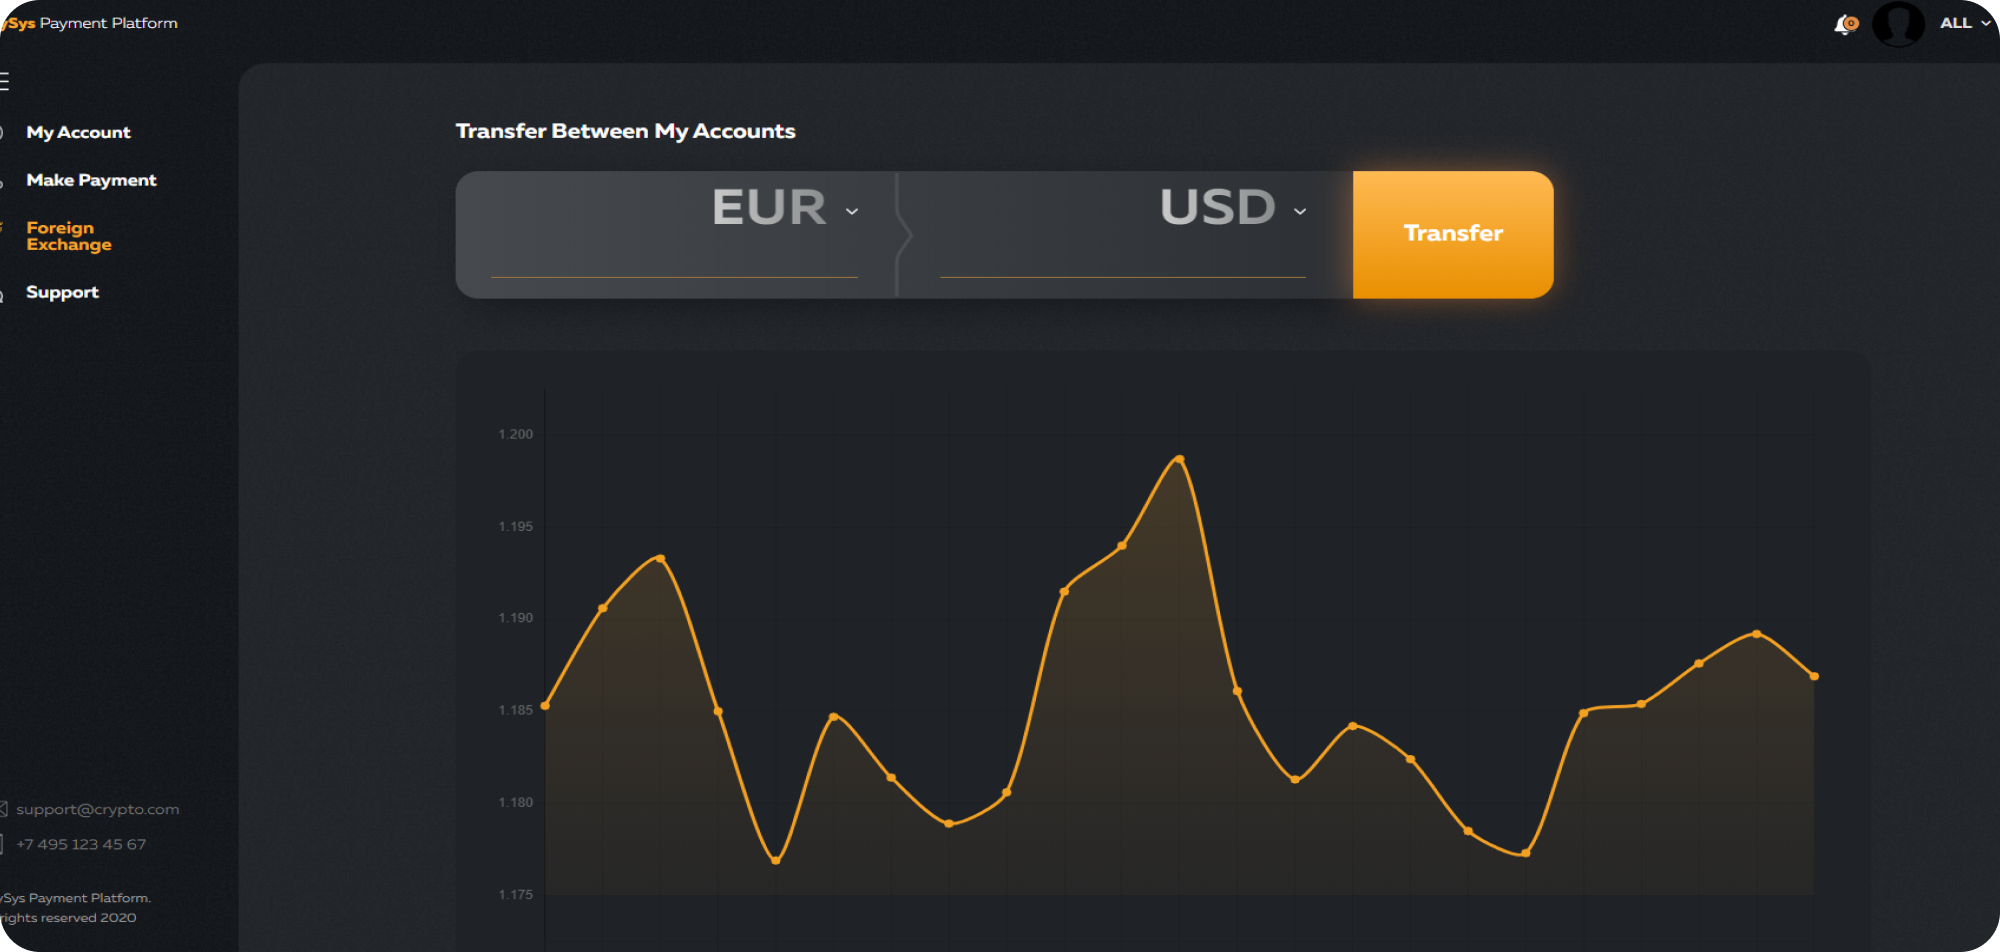 ySys Payment Platform
ALL
My Account
Make Payment
Foreign
Exchange
Support
Transfer Between My Accounts
EUR
USD
Transfer
1.200
1.195
1.190
1.185
1.180
1.175
support@crypto.com
+7 495 123 45 67
ySys Payment Platform.
rights reserved 2020